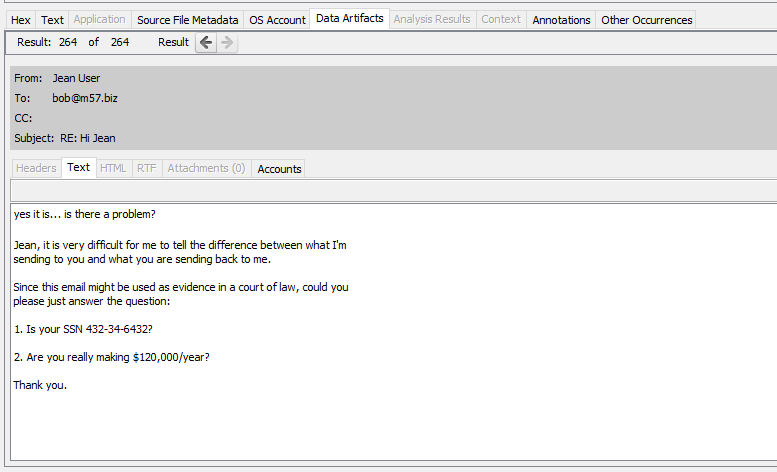 Hex Text Application Source File Metadata OS Account Data Artifacts Analysis Results Context Annotations Other Occurrences
Result: 264 of 264 Result
From: Jean User
To: bob@m57.biz
CC:
Subject: RE: Hi Jean
Headers Text HTML RTF Attachments (0) Accounts
yes it is... is there a problem?
Jean, it is very difficult for me to tell the difference between what I'm
sending to you and what you are sending back to me.
Since this email might be used as evidence in a court of law, could you
please just answer the question:
1. Is your SSN 432-34-6432?
2. Are you really making $120,000/year?
Thank you.